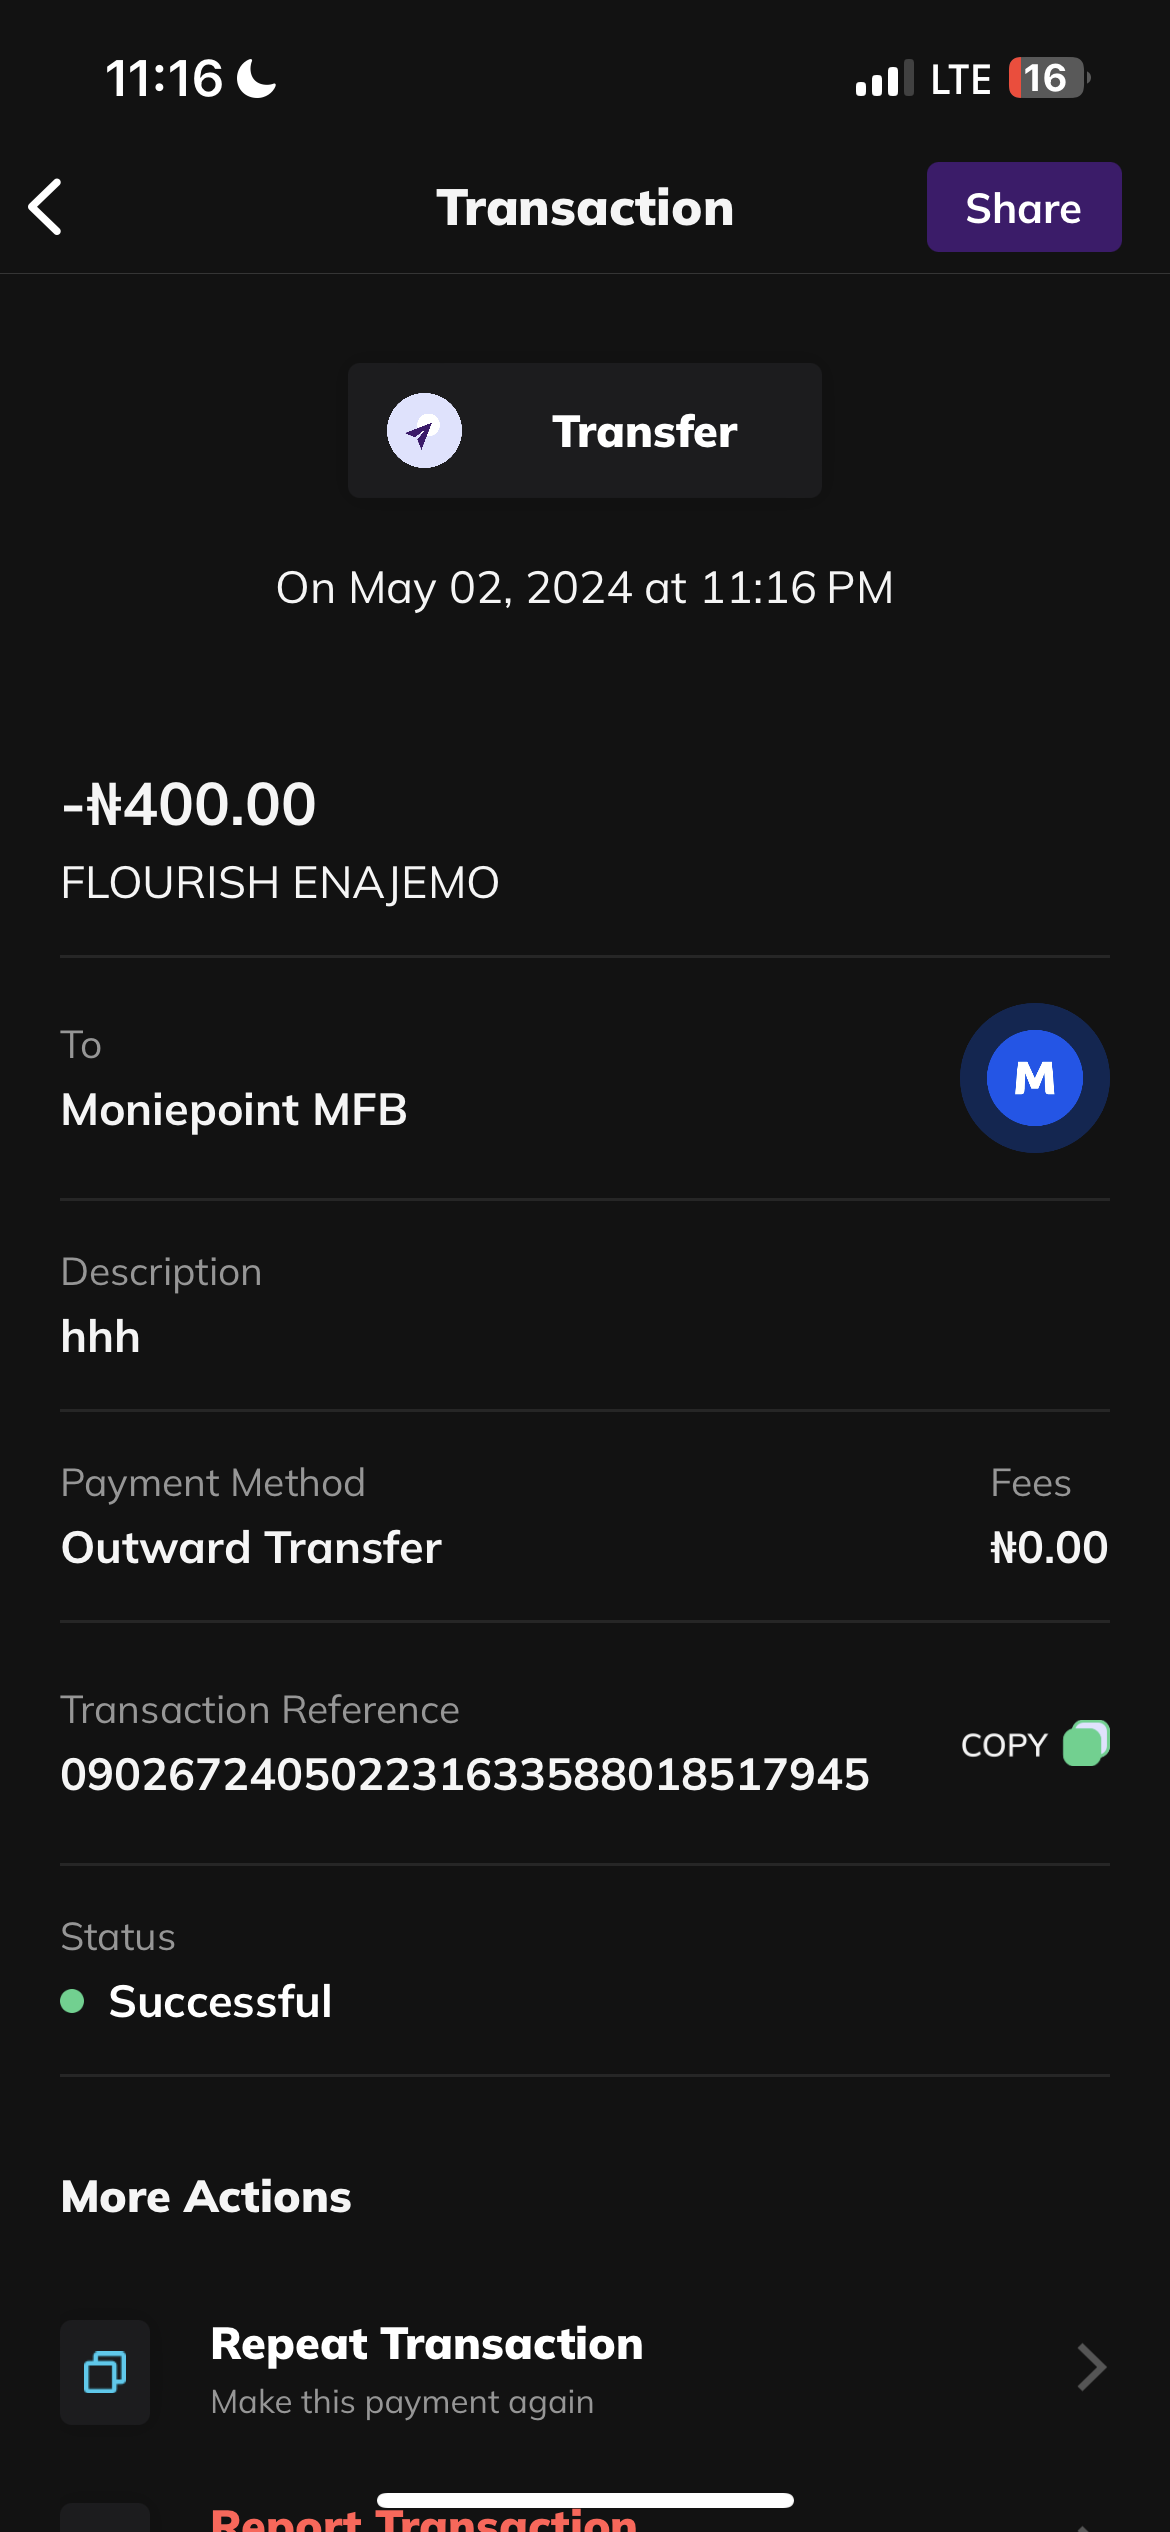 11:16
LTE 16
Transaction
Share
Transfer
On May 02, 2024 at 11:16 PM
-₦400.00
FLOURISH ENAJEMO
To
Moniepoint MFB
M
Description
hhh
Payment Method
Fees
Outward Transfer
₦0.00
Transaction Reference
090267240502231633588018517945
COPY
Status
Successful
More Actions
Repeat Transaction
Make this payment again
Report Transaction